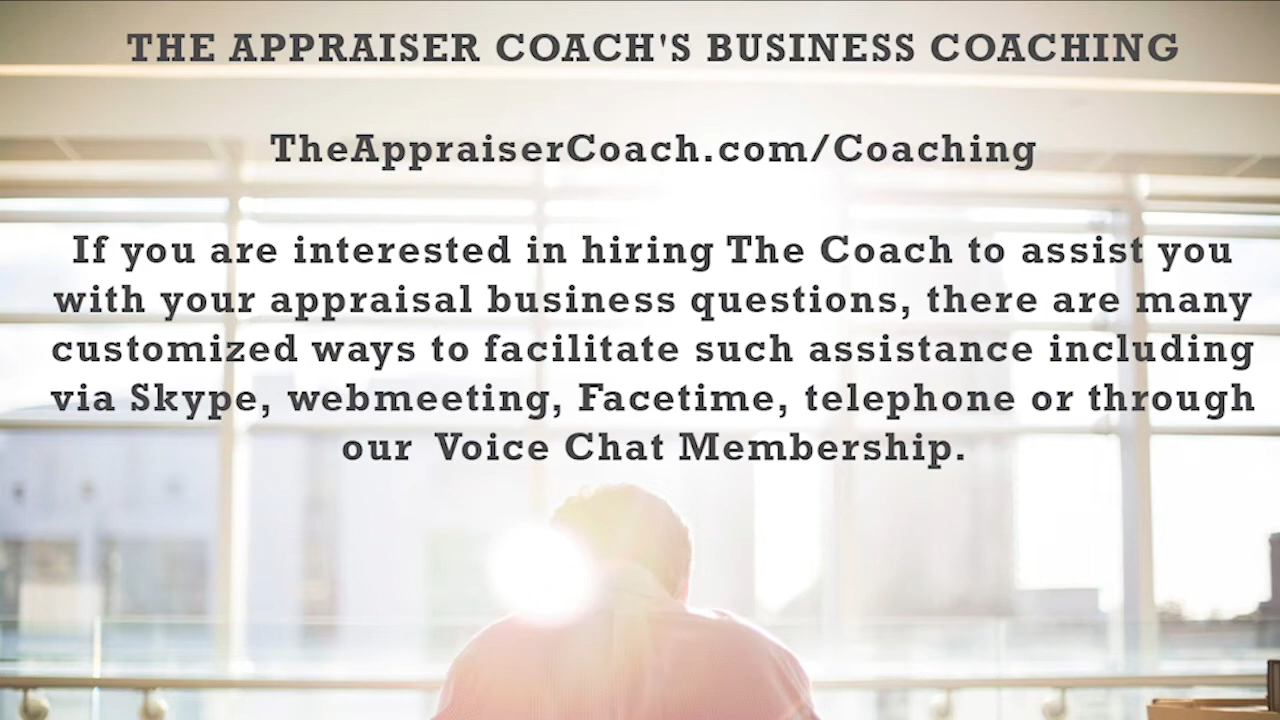 THE APPRAISER COACH'S BUSINESS COACHING
TheAppraiserCoach.com/Coaching
If you are interested in hiring The Coach to assist you
with your appraisal business questions, there are many
customized ways to facilitate such assistance including
via Skype, webmeeting, Facetime, telephone or through
our  Voice Chat Membership.